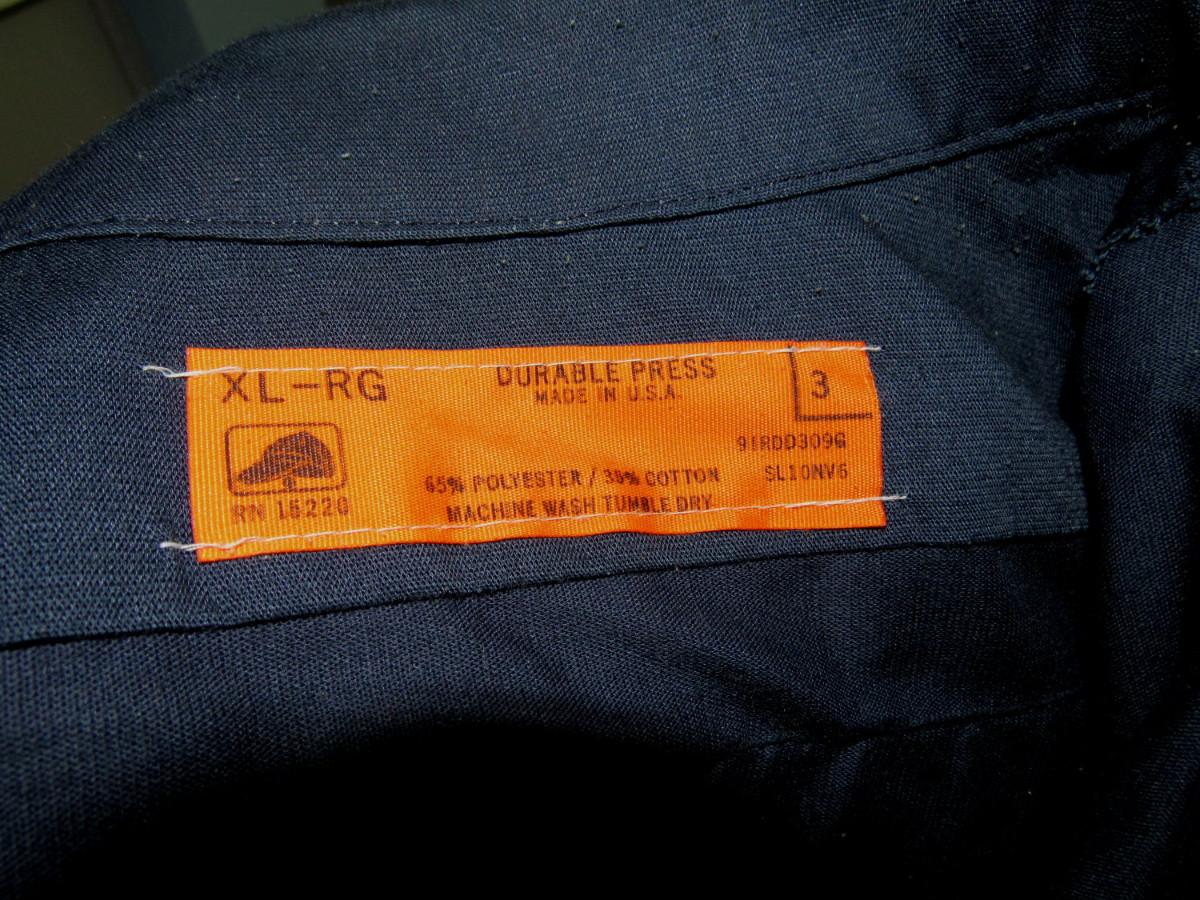 XL-RG
DURABLE PRESS
MADE IN U.S.A.
3
91RDD309G
SL10NV6
65% POLYESTER / 35% COTTON
MACHINE WASH TUMBLE DRY
RN 16220